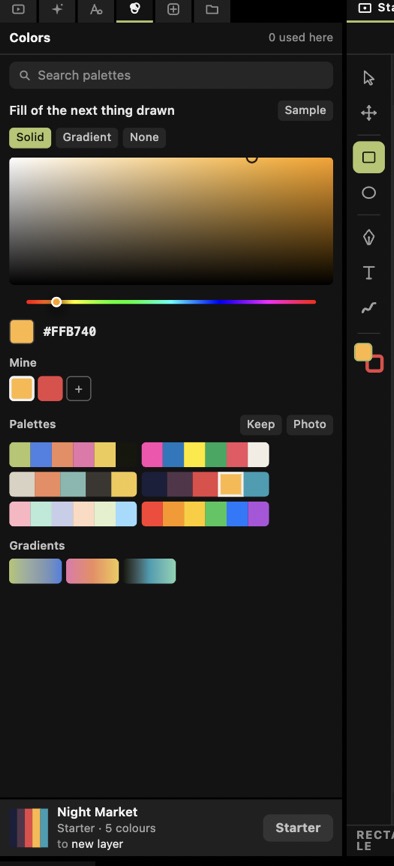 Sta
Colors
0 used here
Search palettes
Fill of the next thing drawn
Sample
Solid
Gradient
None
#FFB740
Mine
+
Palettes
Keep
Photo
Gradients
Night Market
Starter · 5 colours
to new layer
Starter
RECTA
LE